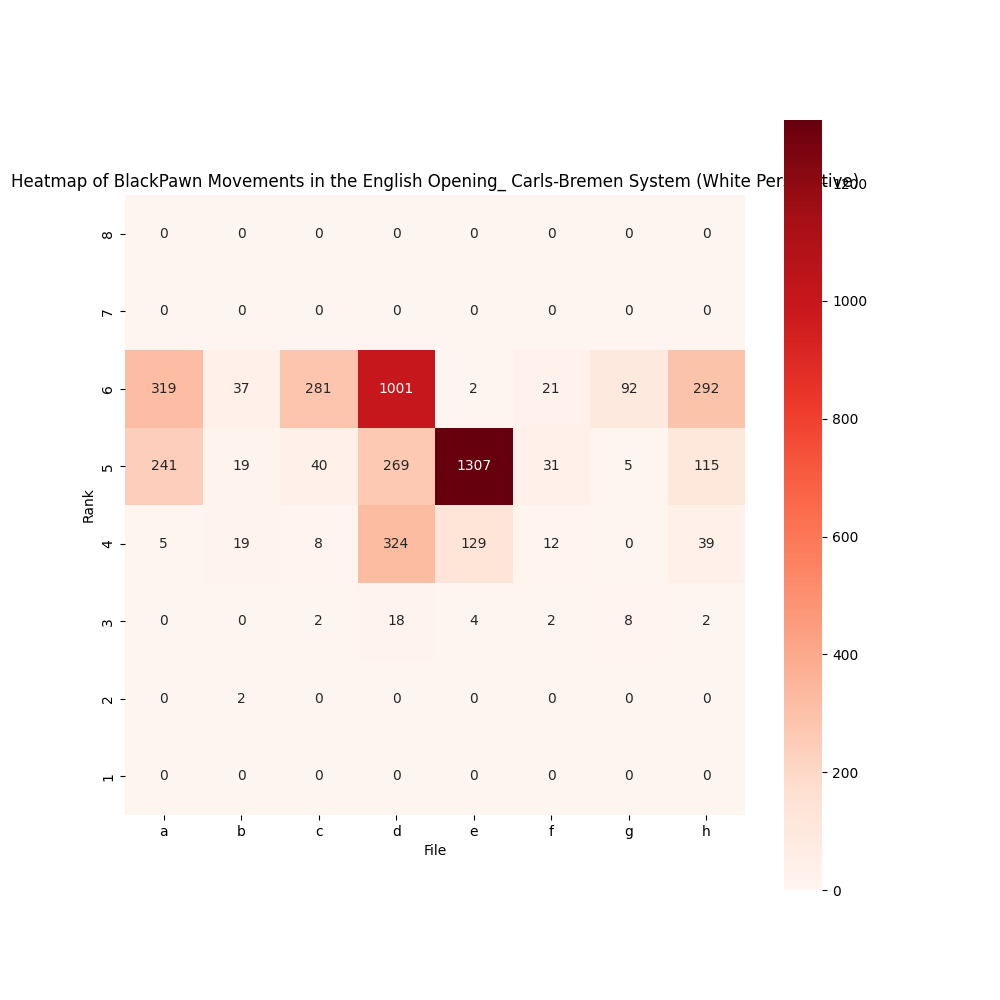 Heatmap of BlackPawn Movements in the English Opening_ Carls-Bremen System (White Per tive)
1200
8 0 0 0 0 0 0 0 0
7 0 0 0 0 0 0 0 0
1000
6 319 37 281 1001 2 21 92 292
800
5 241 19 40 269 1307 31 5 115
Rank
4 5 19 8 324 129 12 0 39
600
3 0 0 2 18 4 2 8 2
400
2 0 2 0 0 0 0 0 0
1 0 0 0 0 0 0 0 0
200
a b c d e f g h
File
0